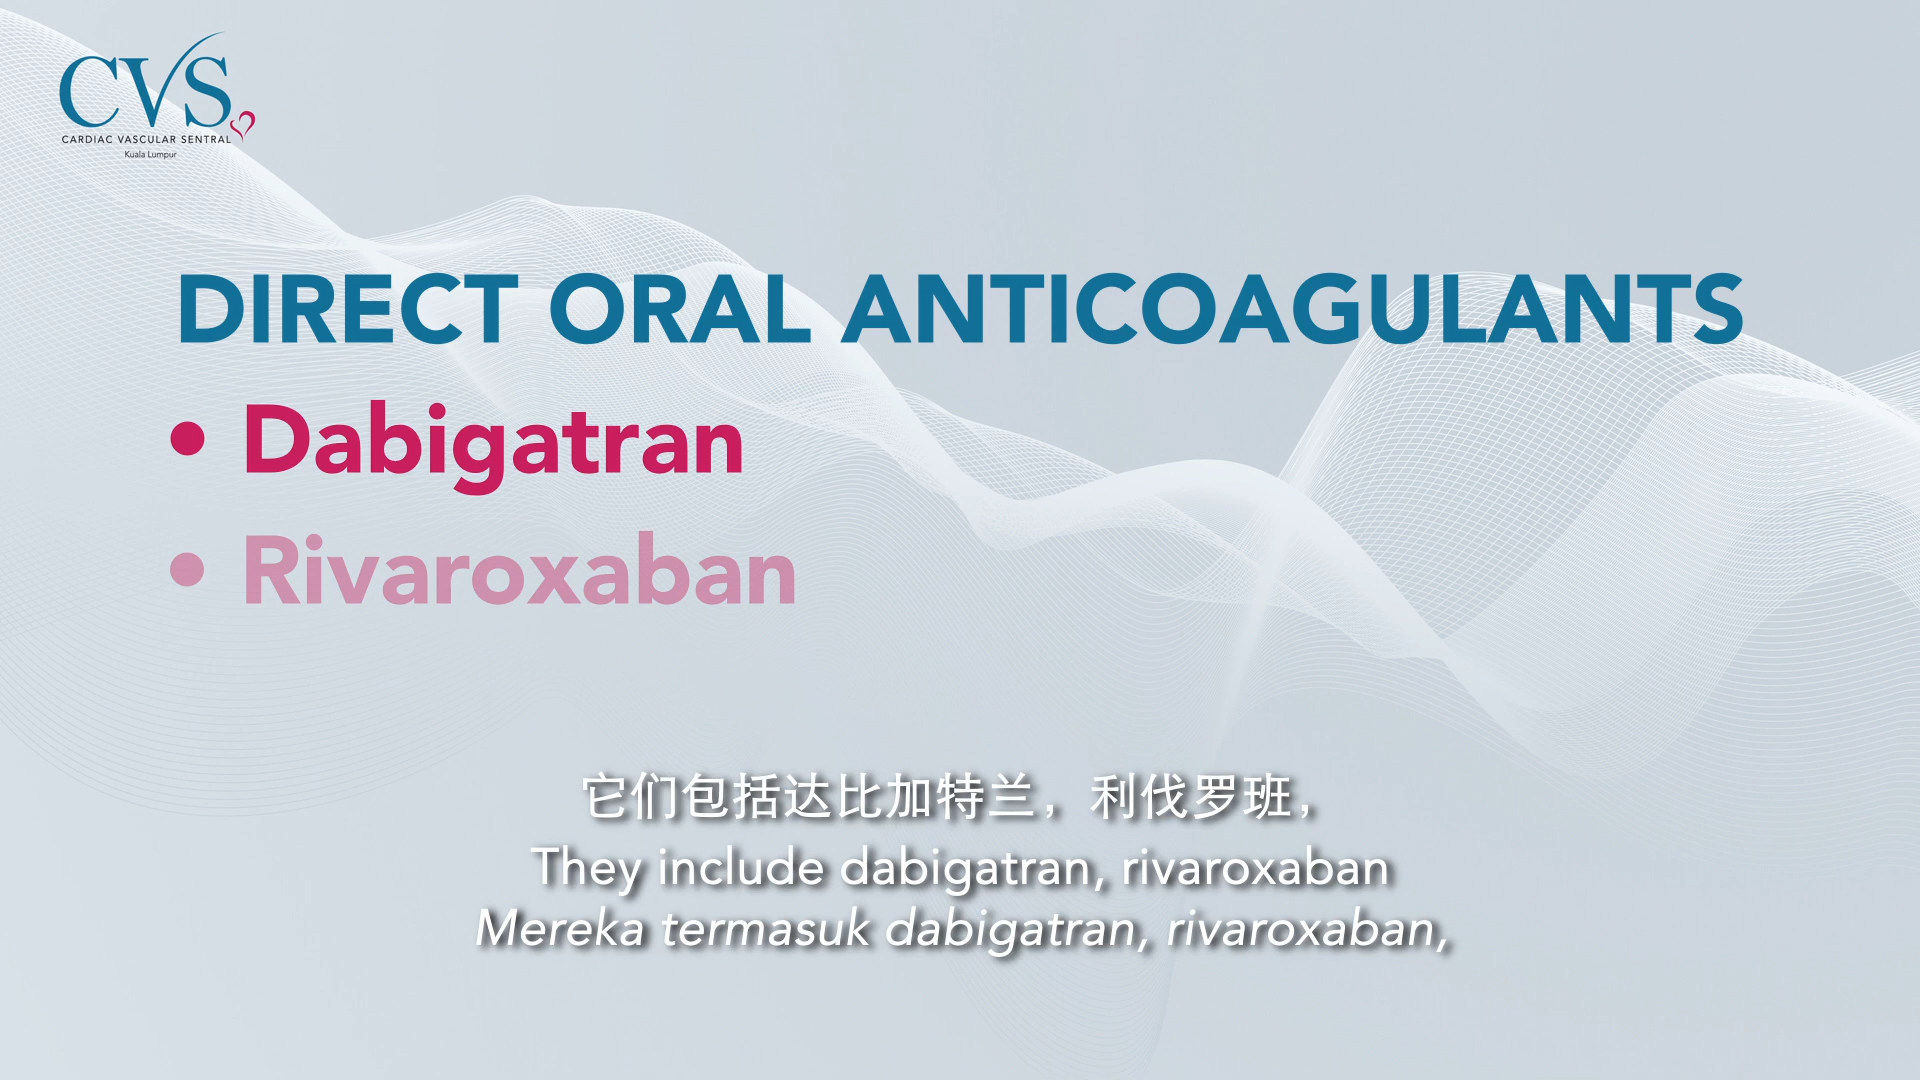 CVS
CARDIAC VASCULAR SENTRAL
Kuala Lumpur
DIRECT ORAL ANTICOAGULANTS
• Dabigatran
• Rivaroxaban
它们包括达比加特兰，利伐罗班，
They include dabigatran, rivaroxaban
Mereka termasuk dabigatran, rivaroxaban,